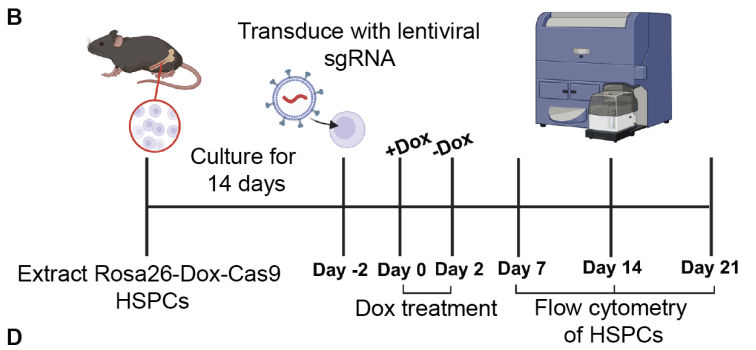 B
Transduce with lentiviral
sgRNA
Culture for
14 days
+Dox
-Dox
Extract Rosa26-Dox-Cas9
HSPCs
Day -2
Day 0
Day 2
Day 7
Day 14
Day 21
Dox treatment
Flow cytometry
of HSPCs
D